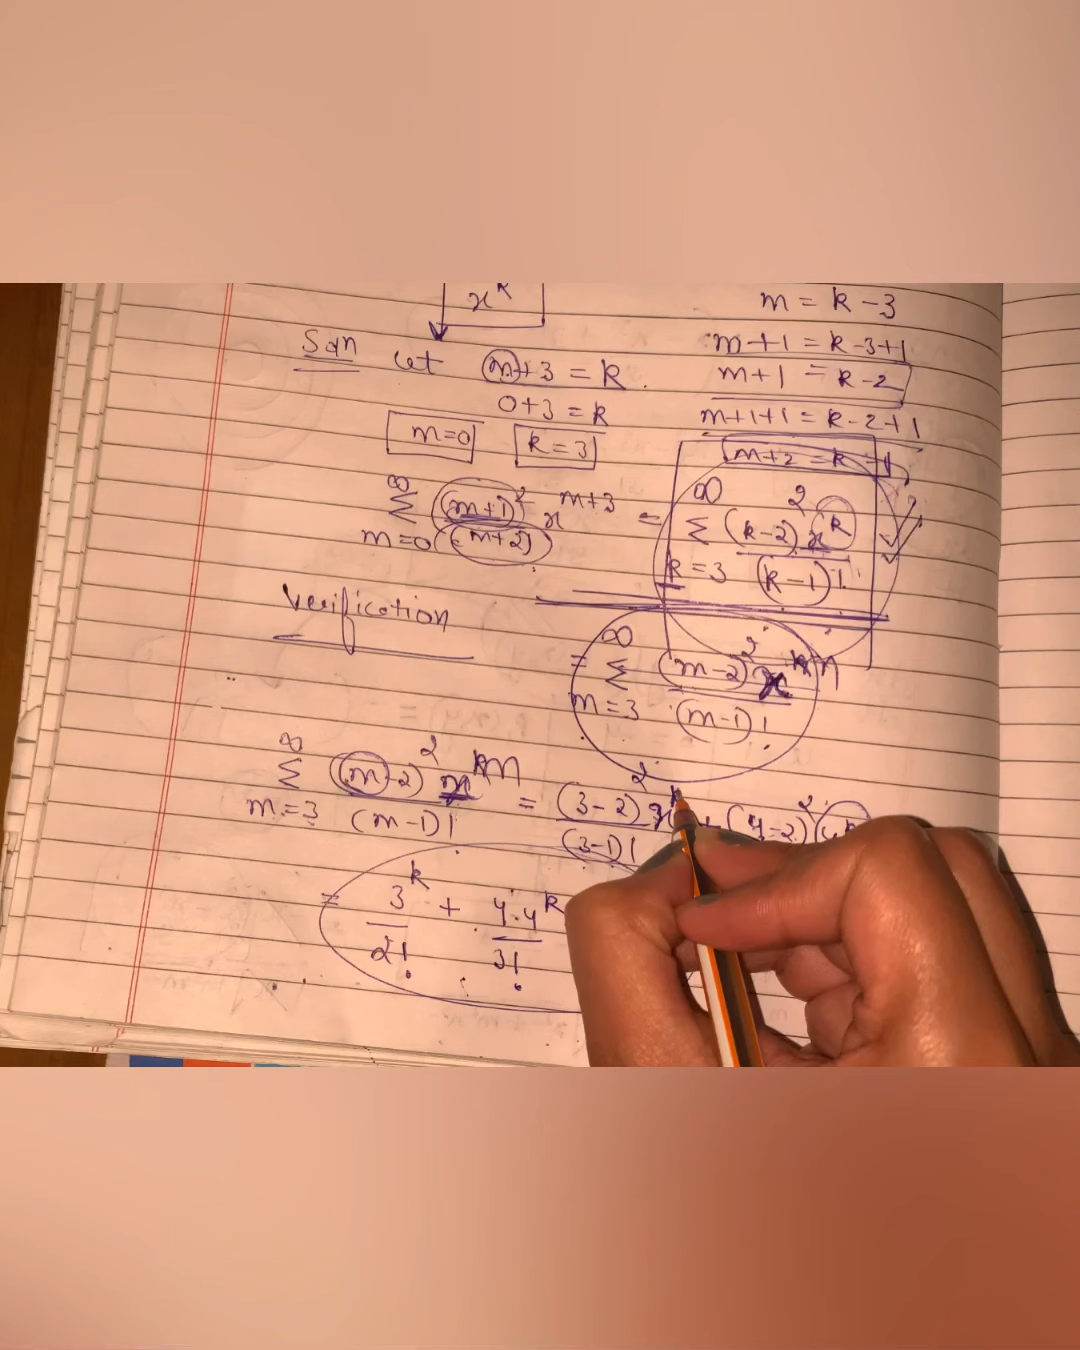 x^k
m = k - 3
Soln Let m+3 = k.
m+1 = k-3+1
m+1 = k-2
0+3 = k
m+1+1 = k-2+1
m=0 k=3
m+2 = k-1
∞ ∑ m=0 (m+1)^2 x^{m+3} / (m+2)! = ∞ ∑ k=3 (k-2)^2 x^k / (k-1)!
Verification
= ∞ ∑ m=3 (m-2)^2 x^m / (m-1)!
∞ ∑ m=3 (m-2)^2 x^m / (m-1)! = (3-2)^2 x^k / (3-1)! + (4-2)^2
= 3^k / 2! + 4.4^k / 3!